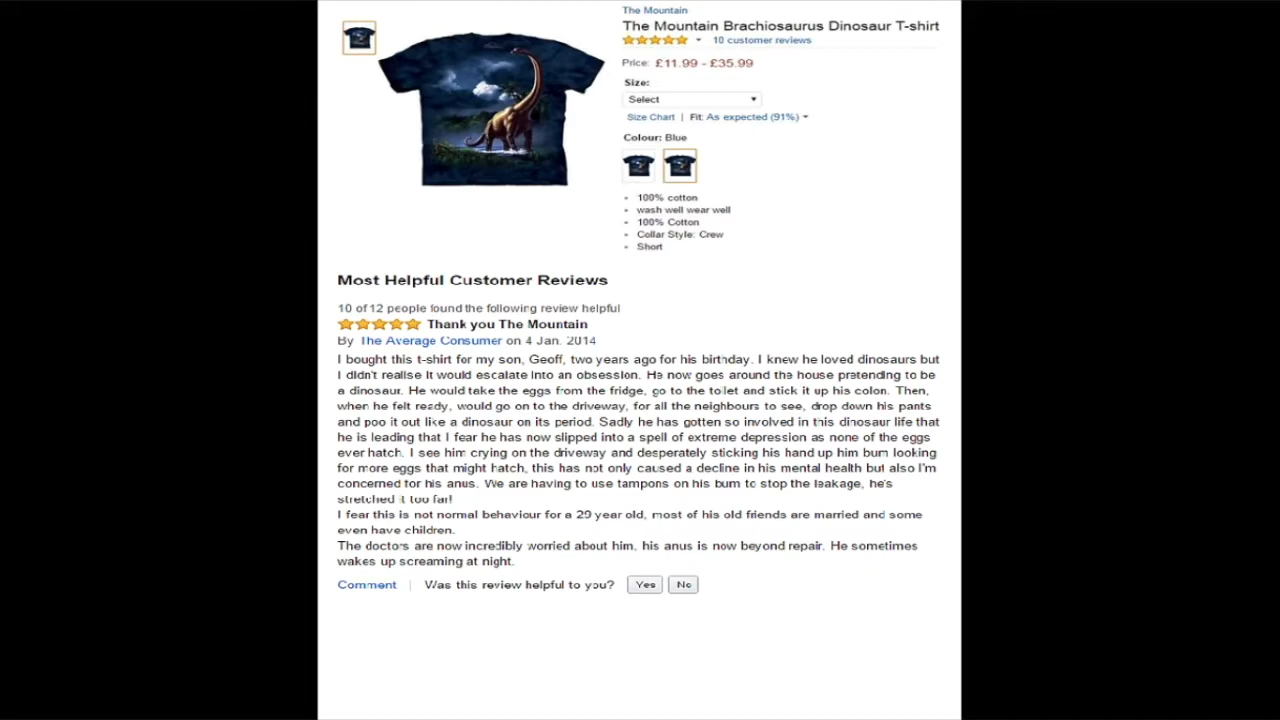 The Mountain
The Mountain Brachiosaurus Dinosaur T-shirt
10 customer reviews
Price: £11.99 - £35.99
Size:
Select
Size Chart | Fit: As expected (91%)
Colour: Blue
100% cotton
wash well wear well
100% Cotton
Collar Style: Crew
Short
Most Helpful Customer Reviews
10 of 12 people found the following review helpful
Thank you The Mountain
By The Average Consumer on 4 Jan. 2014
I bought this t-shirt for my son, Geoff, two years ago for his birthday. I knew he loved dinosaurs but
I didn't realise it would escalate into an obsession. He now goes around the house pretending to be
a dinosaur. He would take the eggs from the fridge, go to the toilet and stick it up his colon. Then,
when he felt ready, would go on to the driveway, for all the neighbours to see, drop down his pants
and poo it out like a dinosaur on its period. Sadly he has gotten so involved in this dinosaur life that
he is leading that I fear he has now slipped into a spell of extreme depression as none of the eggs
ever hatch. I see him crying on the driveway and desperately sticking his hand up him bum looking
for more eggs that might hatch, this has not only caused a decline in his mental health but also I'm
concerned for his anus. We are having to use tampons on his bum to stop the leakage, he's
stretched it too far!
I fear this is not normal behaviour for a 29 year old, most of his old friends are married and some
even have children.
The doctors are now incredibly worried about him, his anus is now beyond repair. He sometimes
wakes up screaming at night.
Comment | Was this review helpful to you? Yes No